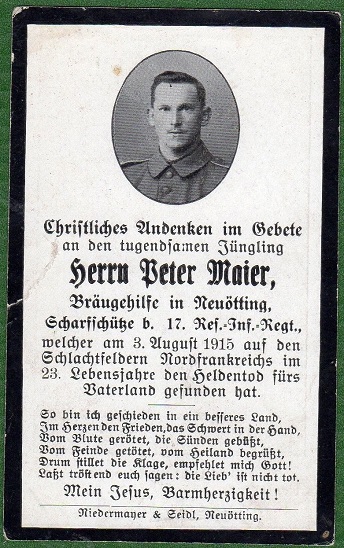 Christliches Andenken im Gebete
an den tugendsamen Jüngling
Herrn Peter Maier,
Bräugehilfe in Neuötting,
Scharfschütze b. 17. Res.-Inf.-Regt.,
welcher am 3. August 1915 auf den
Schlachtfeldern Nordfrankreichs im
23. Lebensjahre den Heldentod fürs
Vaterland gefunden hat.
So bin ich geschieden in ein besseres Land,
Im Herzen den Frieden, das Schwert in der Hand,
Vom Blute gerötet, die Sünden gebüßt,
Vom Feinde getötet, vom Heiland begrüßt,
Drum stillet die Klage, empfehlet mich Gott!
Laßt tröstend euch sagen: die Lieb' ist nicht tot.
Mein Jesus, Barmherzigkeit!
Niedermayer & Seidl, Neuötting.